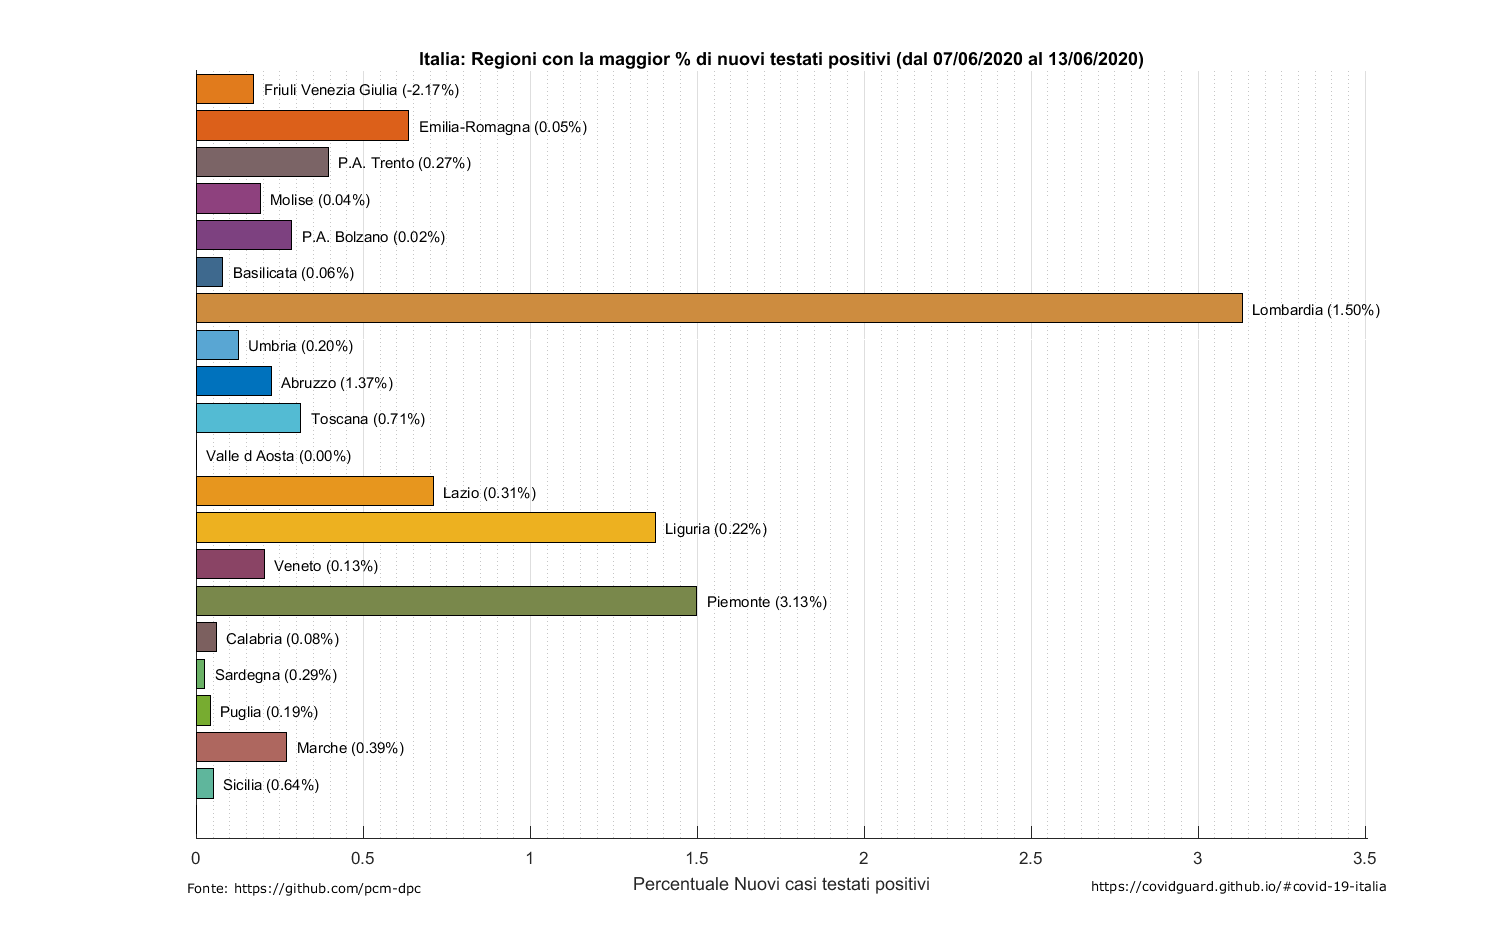 Italia: Regioni con la maggior % di nuovi testati positivi (dal 07/06/2020 al 13/06/2020)
Friuli Venezia Giulia (-2.17%)
Emilia-Romagna (0.05%)
P.A. Trento (0.27%)
Molise (0.04%)
P.A. Bolzano (0.02%)
Basilicata (0.06%)
Lombardia (1.50%)
Umbria (0.20%)
Abruzzo (1.37%)
Toscana (0.71%)
Valle d Aosta (0.00%)
Lazio (0.31%)
Liguria (0.22%)
Veneto (0.13%)
Piemonte (3.13%)
Calabria (0.08%)
Sardegna (0.29%)
Puglia (0.19%)
Marche (0.39%)
Sicilia (0.64%)
0 0.5 1 1.5 2 2.5 3 3.5
Percentuale Nuovi casi testati positivi
Fonte: https://github.com/pcm-dpc
https://covidguard.github.io/#covid-19-italia